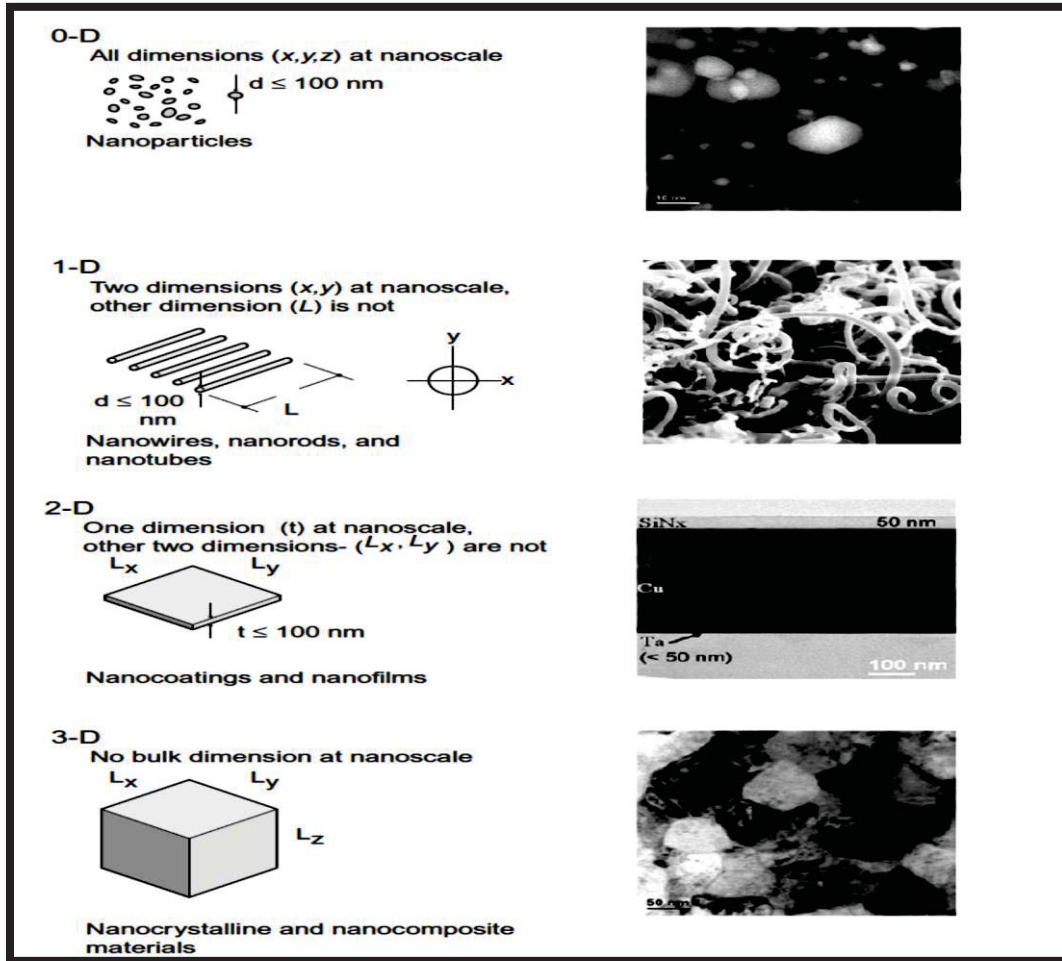 0-D
All dimensions (x,y,z) at nanoscale
d ≤ 100 nm
Nanoparticles
10 nm
1-D
Two dimensions (x,y) at nanoscale,
other dimension (L) is not
d ≤ 100
nm
L
y
x
Nanowires, nanorods, and
nanotubes
2-D
One dimension (t) at nanoscale,
other two dimensions- (Lx, Ly) are not
Lx
Ly
t ≤ 100 nm
Nanocoatings and nanofilms
SiNx
50 nm
Cu
Ta
(< 50 nm)
100 nm
3-D
No bulk dimension at nanoscale
Lx
Ly
Lz
Nanocrystalline and nanocomposite
materials
50 nm